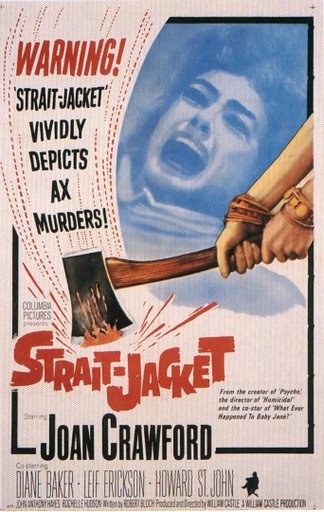 WARNING!
'STRAIT-JACKET'
VIVIDLY
DEPICTS
AX
MURDERS!
COLUMBIA
PICTURES
presents
STRAIT-JACKET
From the creator of 'Psycho',
the director of 'Homicidal'
and the co-star of 'What Ever
Happened To Baby Jane?'
Starring
JOAN CRAWFORD
Co-starring
DIANE BAKER · LEIF ERICKSON · HOWARD ST. JOHN
with JOHN ANTHONY HAYES · ROCHELLE HUDSON Written by ROBERT BLOCH Produced and Directed by WILLIAM CASTLE A WILLIAM CASTLE PRODUCTION